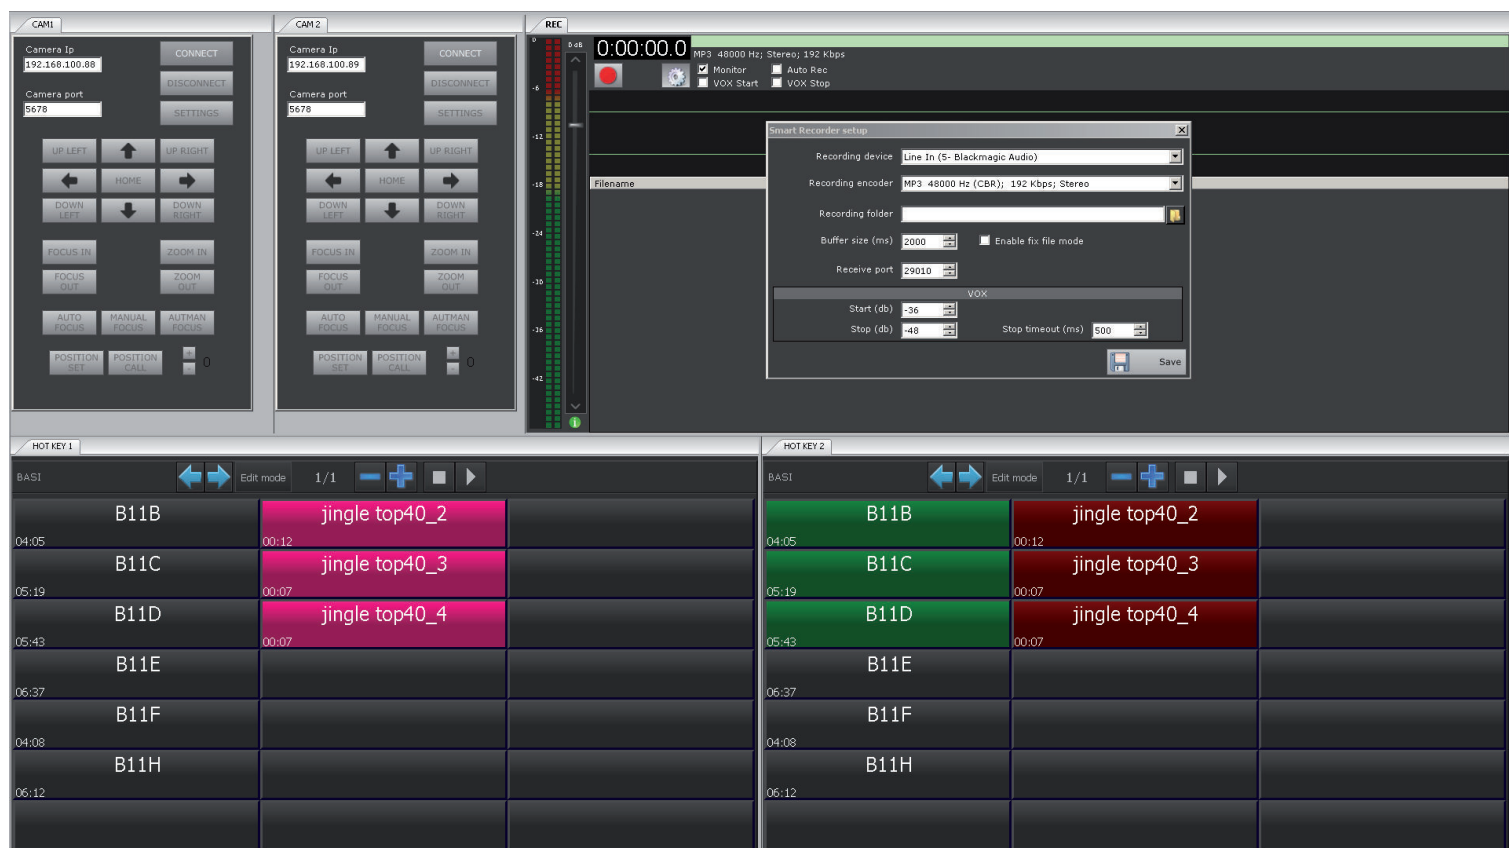 CAM1
Camera Ip
192.168.100.88
CONNECT
DISCONNECT
Camera port
5678
SETTINGS
UP LEFT
UP RIGHT
HOME
DOWN LEFT
DOWN RIGHT
FOCUS IN
ZOOM IN
FOCUS OUT
ZOOM OUT
AUTO FOCUS
MANUAL FOCUS
AUTMAN FOCUS
POSITION SET
POSITION CALL
+
-
0
CAM 2
Camera Ip
192.168.100.89
CONNECT
DISCONNECT
Camera port
5678
SETTINGS
UP LEFT
UP RIGHT
HOME
DOWN LEFT
DOWN RIGHT
FOCUS IN
ZOOM IN
FOCUS OUT
ZOOM OUT
AUTO FOCUS
MANUAL FOCUS
AUTMAN FOCUS
POSITION SET
POSITION CALL
+
-
0
REC
0
-6
-12
-18
-24
-30
-36
-42
0 dB
0:00:00.0
MP3 48000 Hz; Stereo; 192 Kbps
Monitor
Auto Rec
VOX Start
VOX Stop
Filename
Smart Recorder setup
Recording device
Line In (5- Blackmagic Audio)
Recording encoder
MP3 48000 Hz (CBR); 192 Kbps; Stereo
Recording folder
Buffer size (ms)
2000
Enable fix file mode
Receive port
29010
VOX
Start (db)
-36
Stop (db)
-48
Stop timeout (ms)
500
Save
HOT KEY 1
BASI
Edit mode
1/1
B11B
04:05
jingle top40_2
00:12
B11C
05:19
jingle top40_3
00:07
B11D
05:43
jingle top40_4
00:07
B11E
06:37
B11F
04:08
B11H
06:12
HOT KEY 2
BASI
Edit mode
1/1
B11B
04:05
jingle top40_2
00:12
B11C
05:19
jingle top40_3
00:07
B11D
05:43
jingle top40_4
00:07
B11E
06:37
B11F
04:08
B11H
06:12